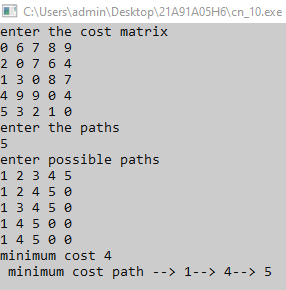 C:\Users\admin\Desktop\21A91A05H6\cn_10.exe
enter the cost matrix
0 6 7 8 9
2 0 7 6 4
1 3 0 8 7
4 9 9 0 4
5 3 2 1 0
enter the paths
5
enter possible paths
1 2 3 4 5
1 2 4 5 0
1 3 4 5 0
1 4 5 0 0
1 4 5 0 0
minimum cost 4
 minimum cost path --> 1--> 4--> 5